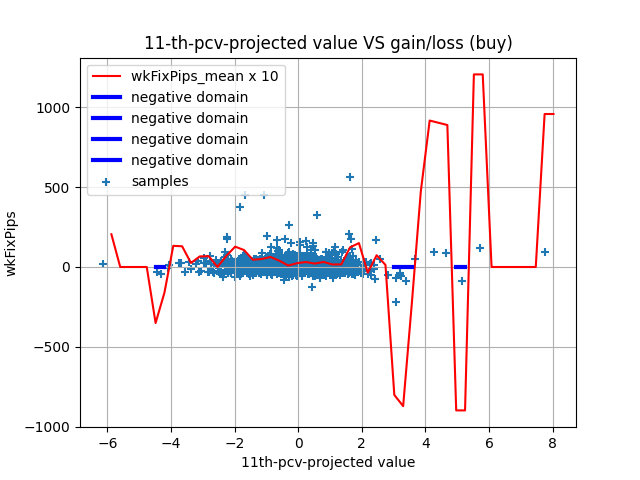 11-th-pcv-projected value VS gain/loss (buy)
wkFixPips_mean x 10
negative domain
negative domain
negative domain
negative domain
samples
wkFixPips
1000
500
0
−500
−1000
−6 −4 −2 0 2 4 6 8
11th-pcv-projected value